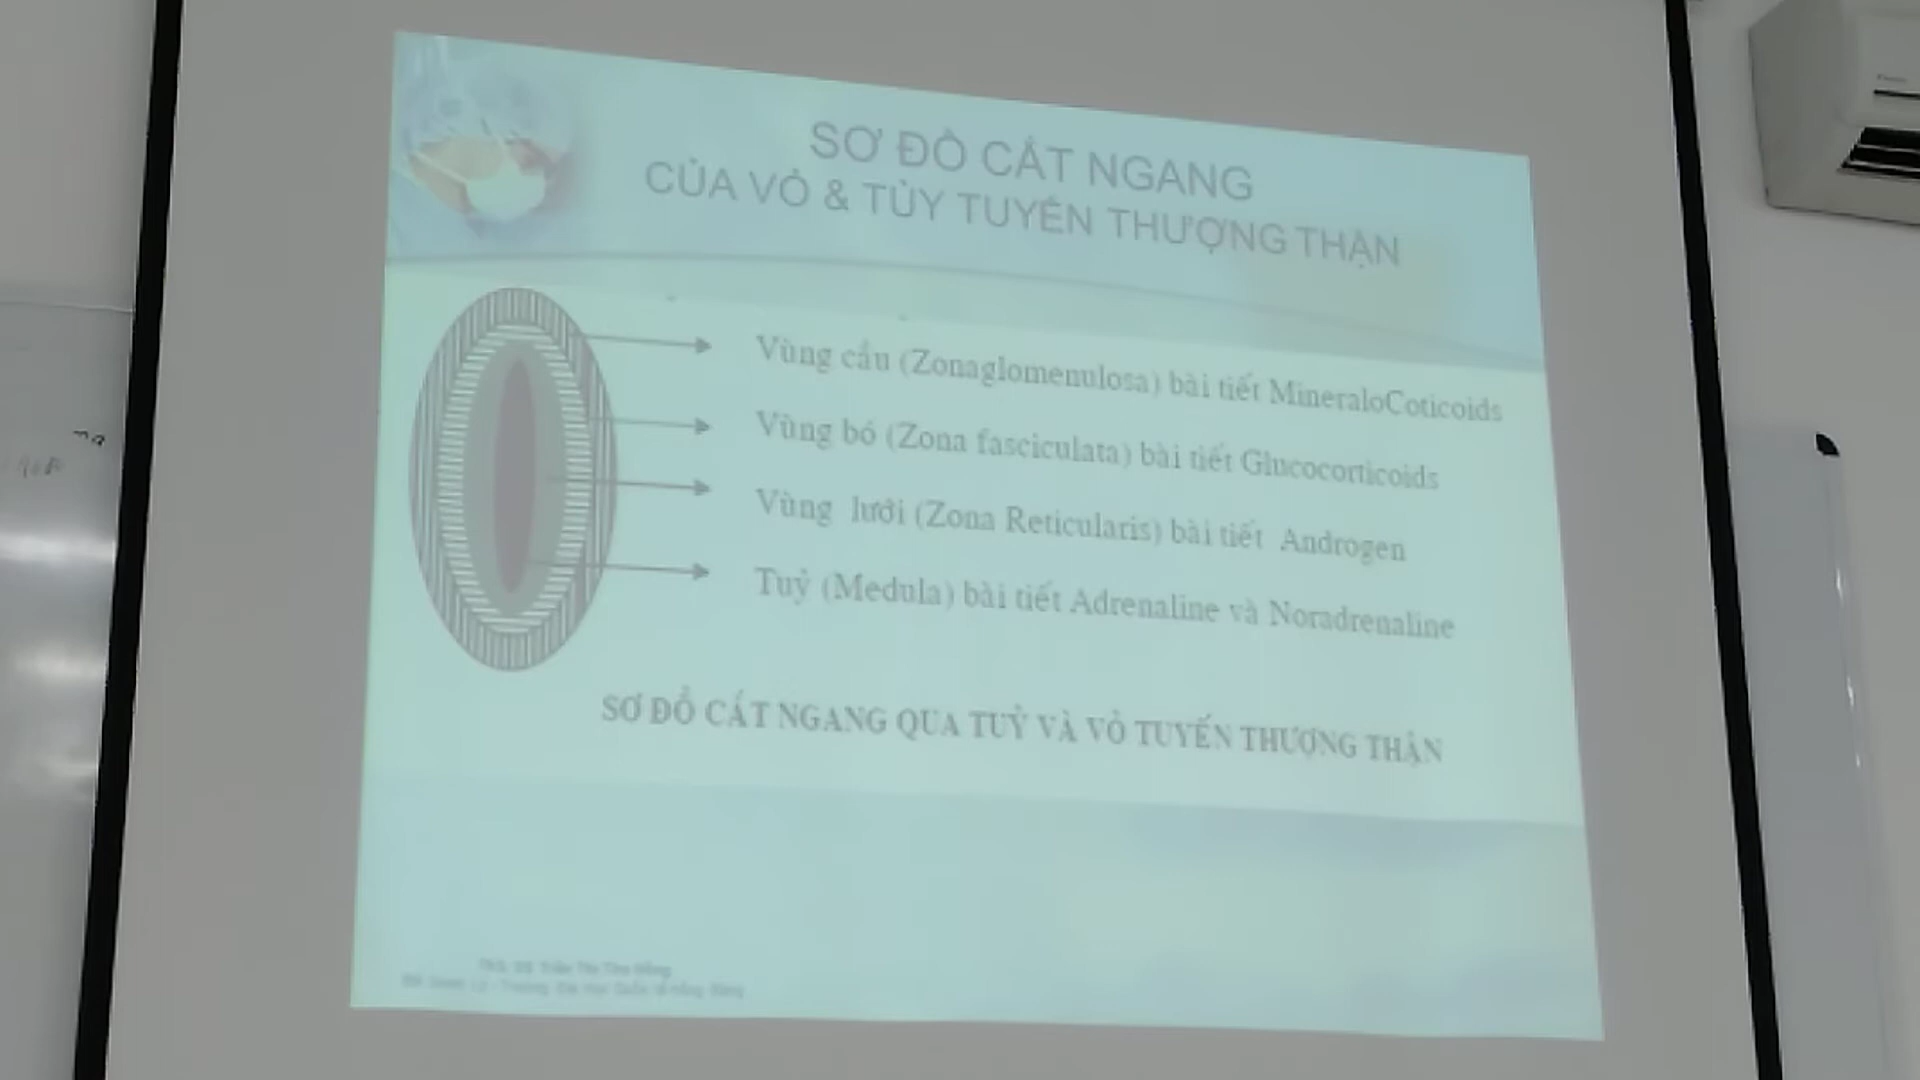 SƠ ĐỒ CẮT NGANG
CỦA VỎ & TỦY TUYẾN THƯỢNG THẬN
Vùng cầu (Zonaglomenulosa) bài tiết MineraloCoticoids
Vùng bó (Zona fasciculata) bài tiết Glucocorticoids
Vùng lưới (Zona Reticularis) bài tiết Androgen
Tuỷ (Medula) bài tiết Adrenaline và Noradrenaline
SƠ ĐỒ CẮT NGANG QUA TUỶ VÀ VỎ TUYẾN THƯỢNG THẬN